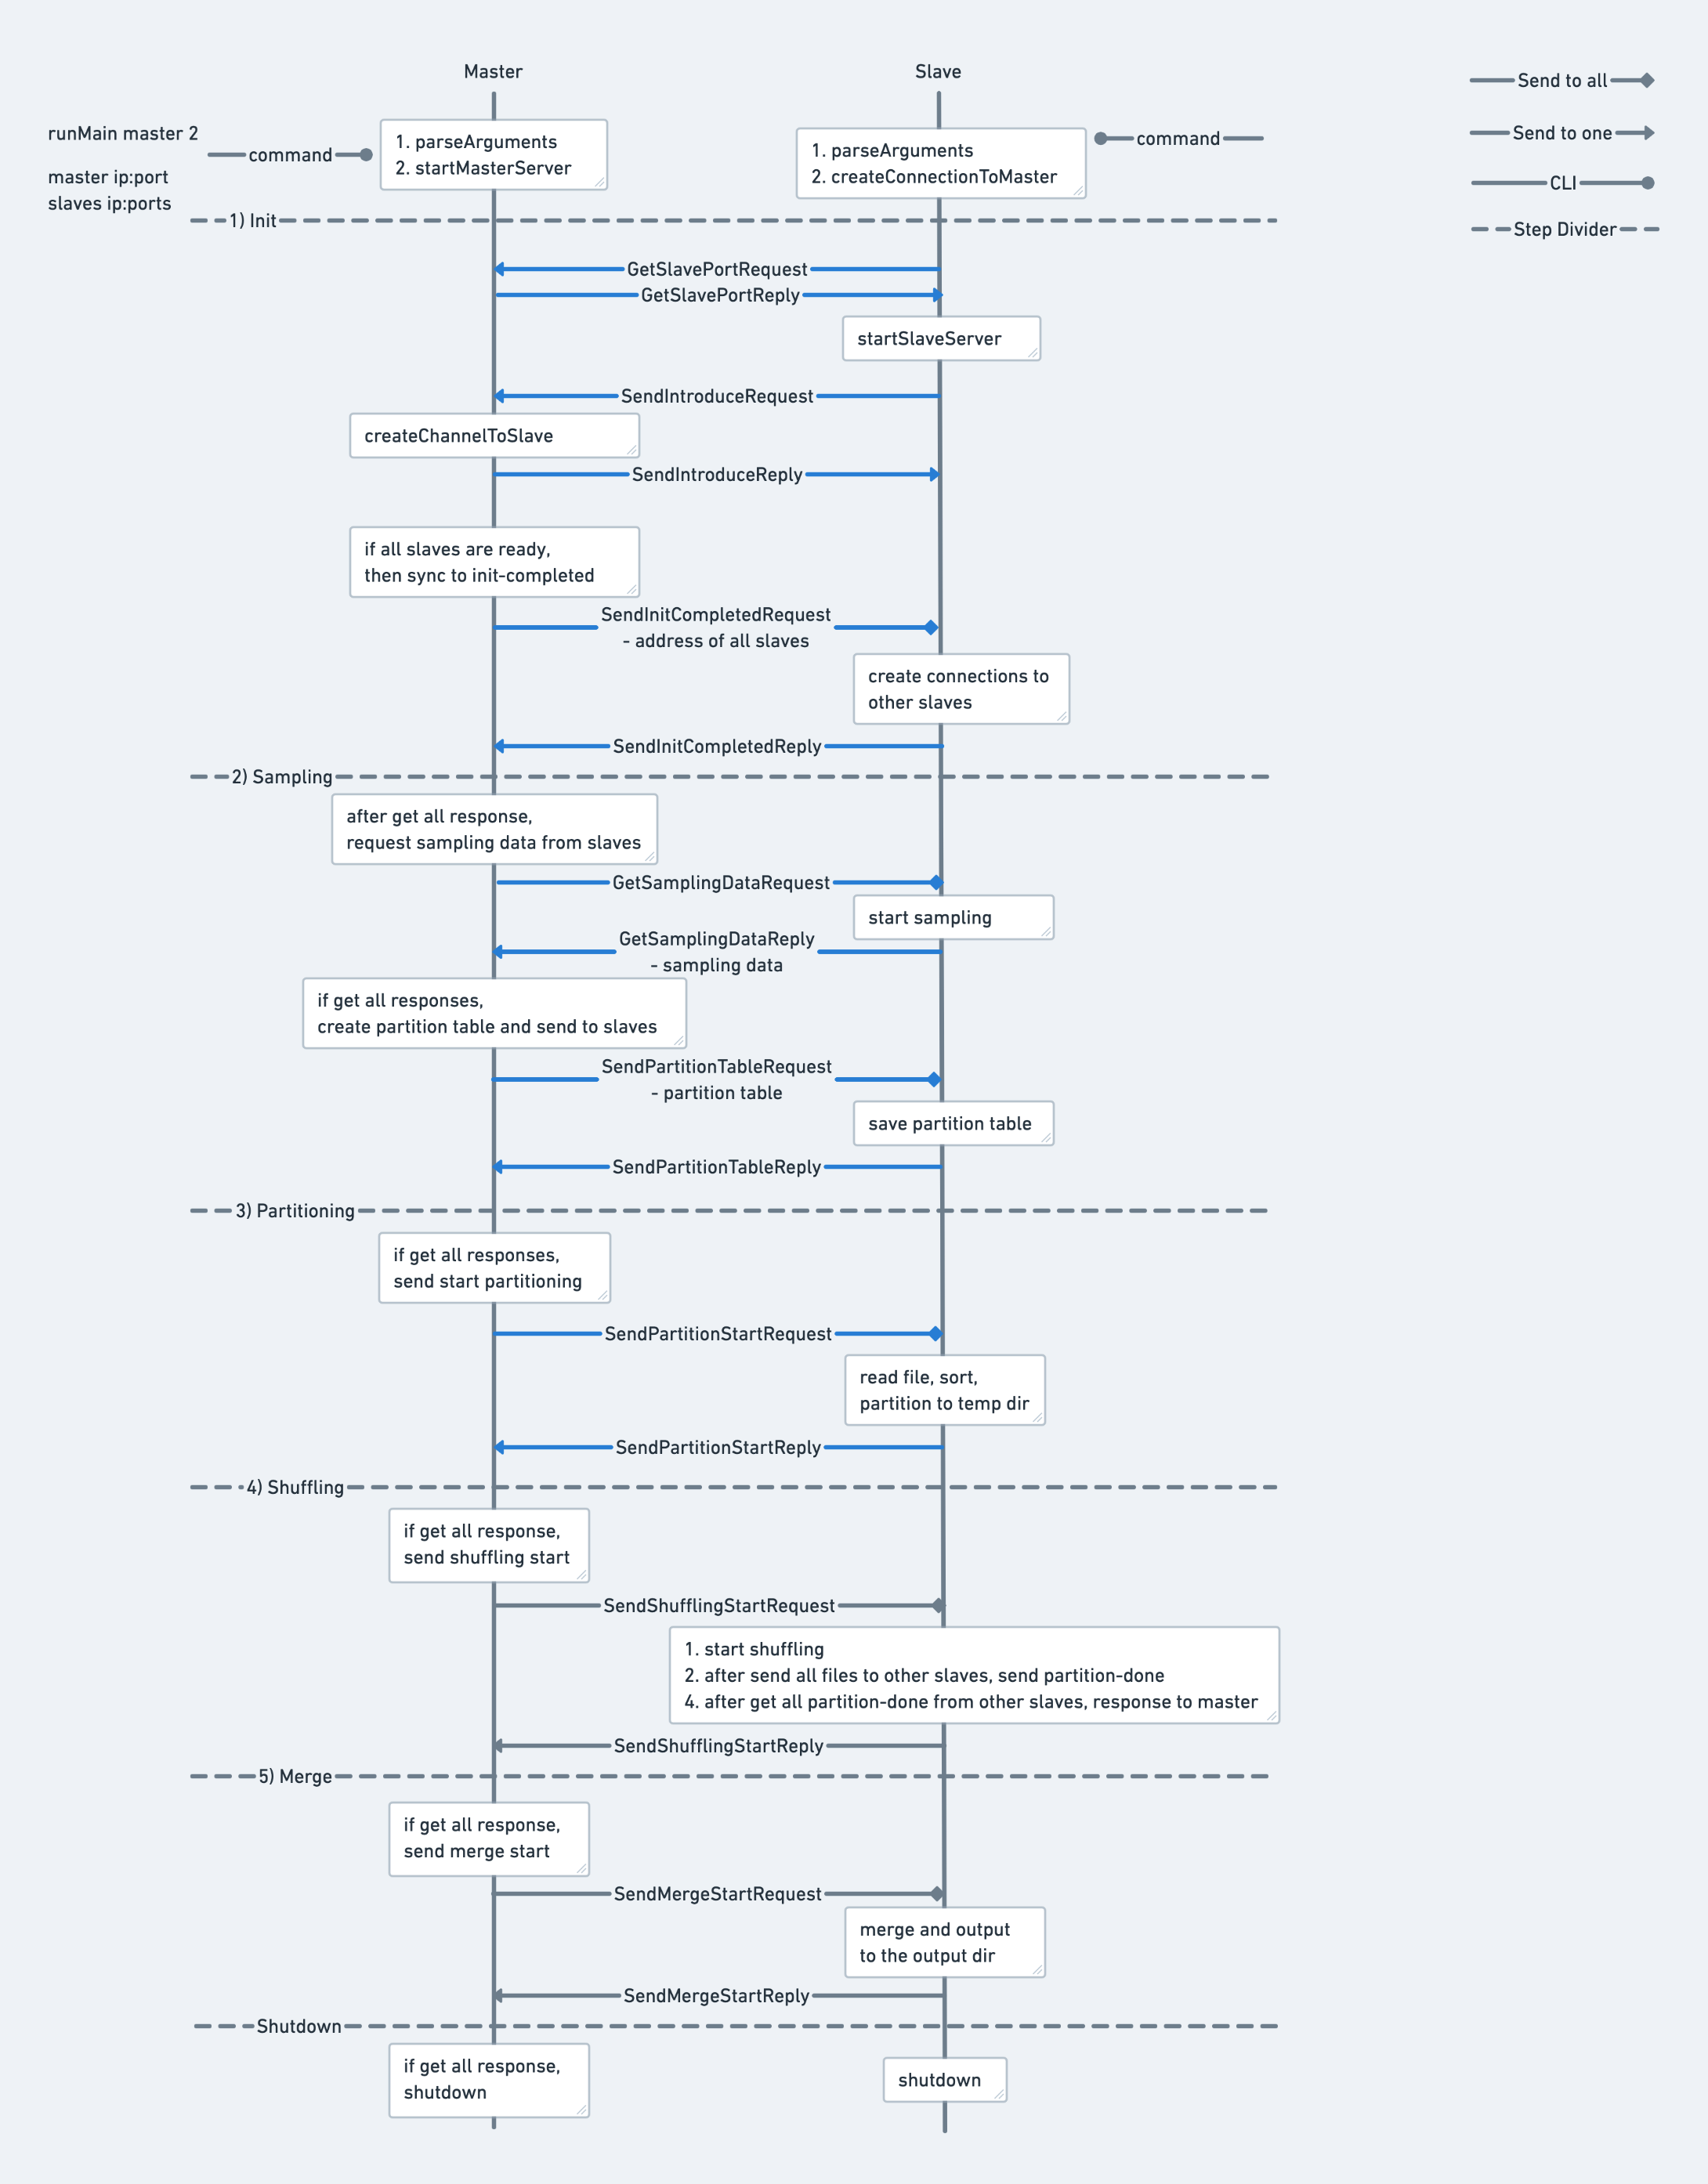 Master
Slave
Send to all
runMain master 2
command
1. parseArguments
2. startMasterServer
1. parseArguments
2. createConnectionToMaster
command
Send to one
master ip:port
slaves ip:ports
CLI
1) Init
Step Divider
GetSlavePortRequest
GetSlavePortReply
startSlaveServer
SendIntroduceRequest
createChannelToSlave
SendIntroduceReply
if all slaves are ready,
then sync to init-completed
SendInitCompletedRequest
- address of all slaves
create connections to
other slaves
SendInitCompletedReply
2) Sampling
after get all response,
request sampling data from slaves
GetSamplingDataRequest
start sampling
GetSamplingDataReply
- sampling data
if get all responses,
create partition table and send to slaves
SendPartitionTableRequest
- partition table
save partition table
SendPartitionTableReply
3) Partitioning
if get all responses,
send start partitioning
SendPartitionStartRequest
read file, sort,
partition to temp dir
SendPartitionStartReply
4) Shuffling
if get all response,
send shuffling start
SendShufflingStartRequest
1. start shuffling
2. after send all files to other slaves, send partition-done
4. after get all partition-done from other slaves, response to master
SendShufflingStartReply
5) Merge
if get all response,
send merge start
SendMergeStartRequest
merge and output
to the output dir
SendMergeStartReply
Shutdown
if get all response,
shutdown
shutdown